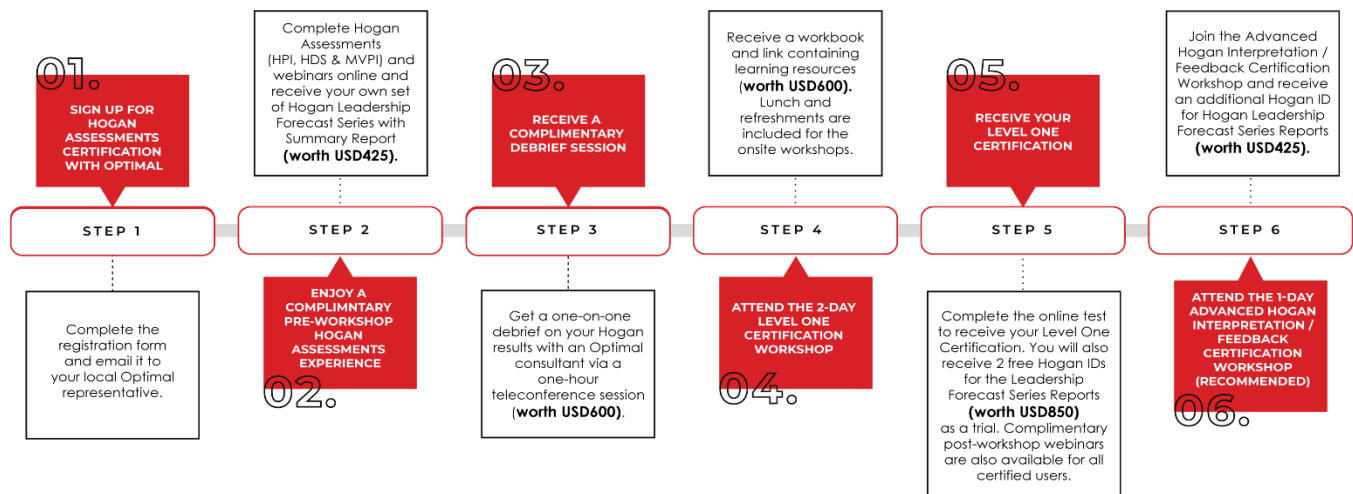 01.
SIGN UP FOR
HOGAN
ASSESSMENTS
CERTIFICATION
WITH OPTIMAL
STEP 1
Complete the
registration form
and email it to
your local Optimal
representative.
Complete Hogan
Assessments
(HPI, HDS & MVPI) and
webinars online and
receive your own set
of Hogan Leadership
Forecast Series with
Summary Report
(worth USD425).
STEP 2
ENJOY A
COMPLIMNTARY
PRE-WORKSHOP
HOGAN
ASSESSMENTS
EXPERIENCE
02.
03.
RECEIVE A
COMPLIMENTARY
DEBRIEF SESSION
STEP 3
Get a one-on-one
debrief on your Hogan
results with an Optimal
consultant via a
one-hour
teleconference session
(worth USD600).
Receive a workbook
and link containing
learning resources
(worth USD600).
Lunch and
refreshments are
included for the
onsite workshops.
STEP 4
ATTEND THE 2-DAY
LEVEL ONE
CERTIFICATION
WORKSHOP
04.
05.
RECEIVE YOUR
LEVEL ONE
CERTIFICATION
STEP 5
Complete the online test
to receive your Level One
Certification. You will also
receive 2 free Hogan IDs
for the Leadership
Forecast Series Reports
(worth USD850)
as a trial. Complimentary
post-workshop webinars
are also available for all
certified users.
Join the Advanced
Hogan Interpretation /
Feedback Certification
Workshop and receive
an additional Hogan ID
for Hogan Leadership
Forecast Series Reports
(worth USD425).
STEP 6
ATTEND THE 1-DAY
ADVANCED HOGAN
INTERPRETATION /
FEEDBACK
CERTIFICATION
WORKSHOP
(RECOMMENDED)
06.